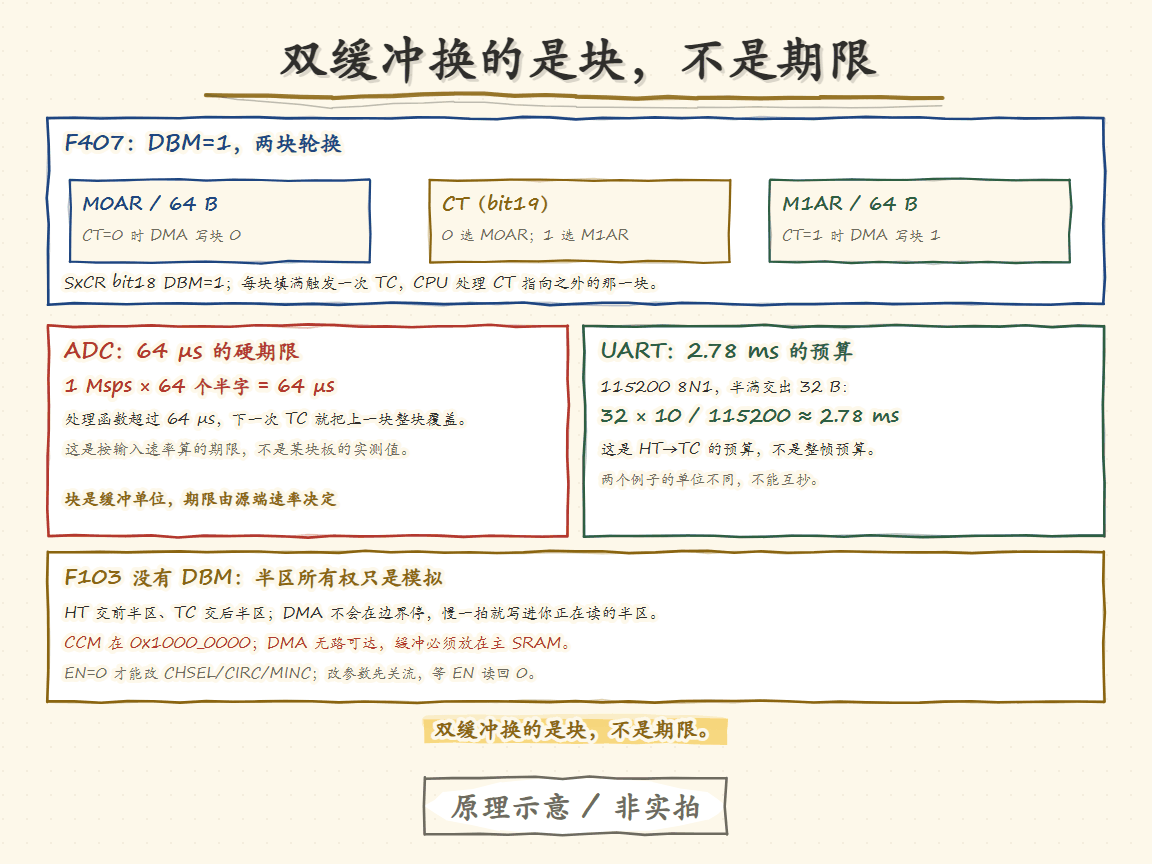 双缓冲换的是块，不是期限
F407：DBM=1，两块轮换
M0AR / 64 B
CT=0 时 DMA 写块 0
CT（bit19）
0 选 M0AR；1 选 M1AR
M1AR / 64 B
CT=1 时 DMA 写块 1
SxCR bit18 DBM=1；每块填满触发一次 TC，CPU 处理 CT 指向之外的那一块。
ADC：64 μs 的硬期限
1 Msps × 64 个半字 = 64 μs
处理函数超过 64 μs，下一次 TC 就把上一块整块覆盖。
这是按输入速率算的期限，不是某块板的实测值。
块是缓冲单位，期限由源端速率决定
UART：2.78 ms 的预算
115200 8N1，半满交出 32 B：
32 × 10 / 115200 ≈ 2.78 ms
这是 HT→TC 的预算，不是整帧预算。
两个例子的单位不同，不能互抄。
F103 没有 DBM：半区所有权只是模拟
HT 交前半区、TC 交后半区；DMA 不会在边界停，慢一拍就写进你正在读的半区。
CCM 在 0x1000_0000；DMA 无路可达，缓冲必须放在主 SRAM。
EN=0 才能改 CHSEL/CIRC/MINC；改参数先关流，等 EN 读回 0。
双缓冲换的是块，不是期限。
原理示意 / 非实拍